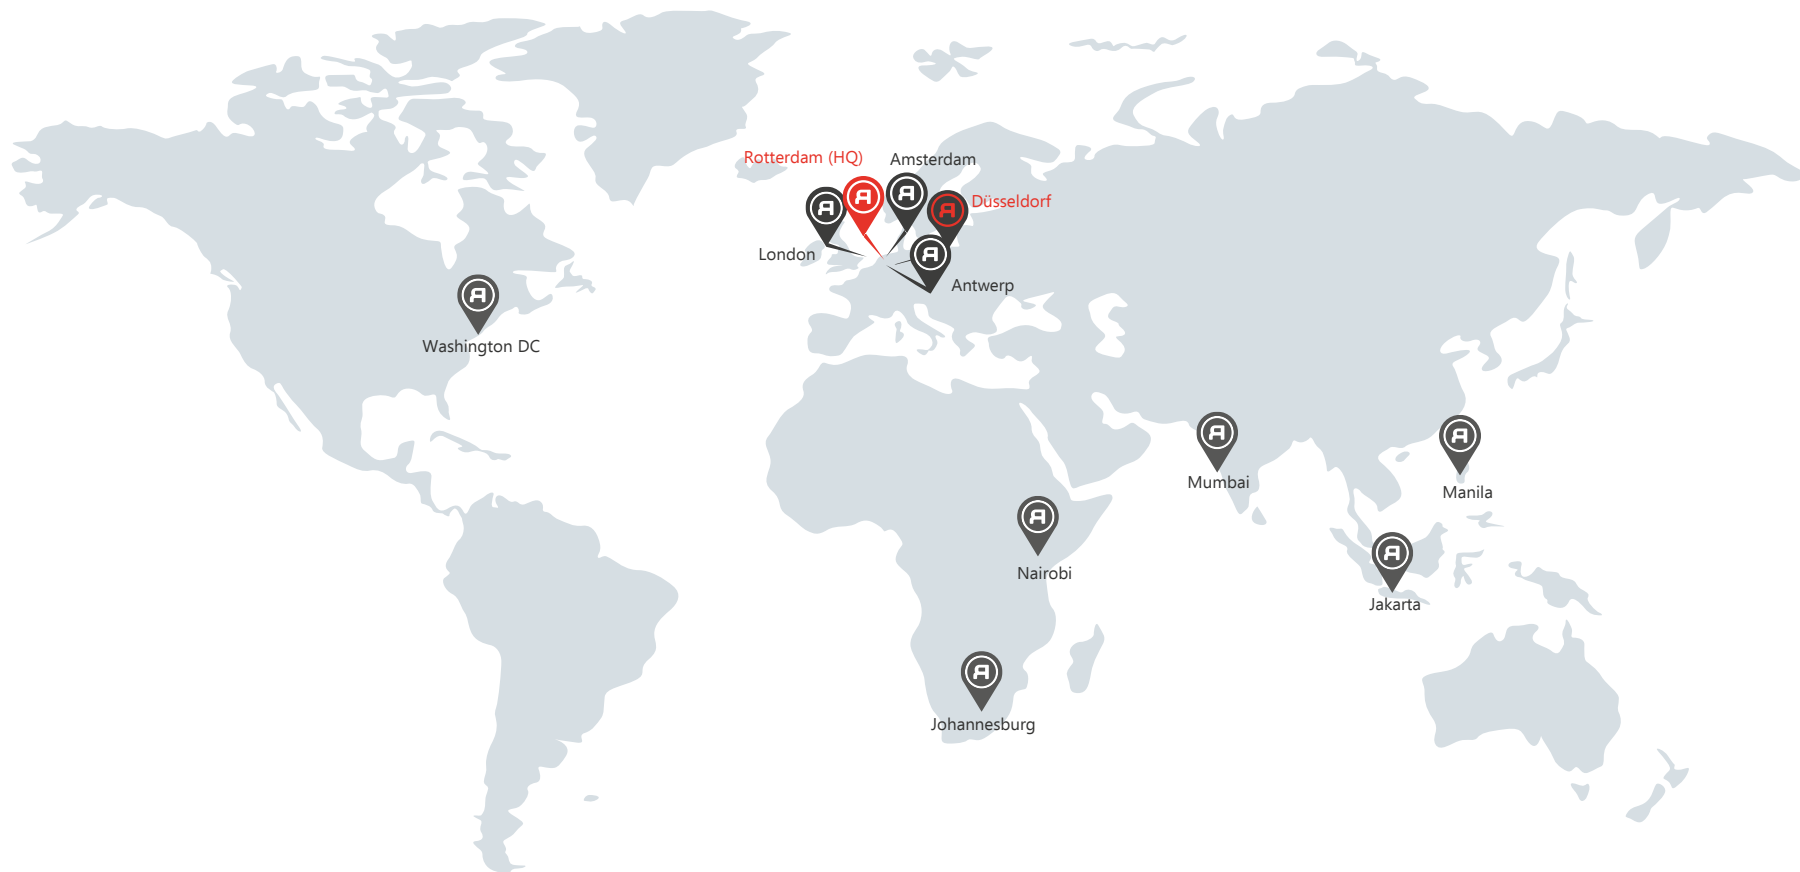 Rotterdam (HQ)
Amsterdam
Düsseldorf
London
Antwerp
Washington DC
Mumbai
Manila
Nairobi
Jakarta
Johannesburg